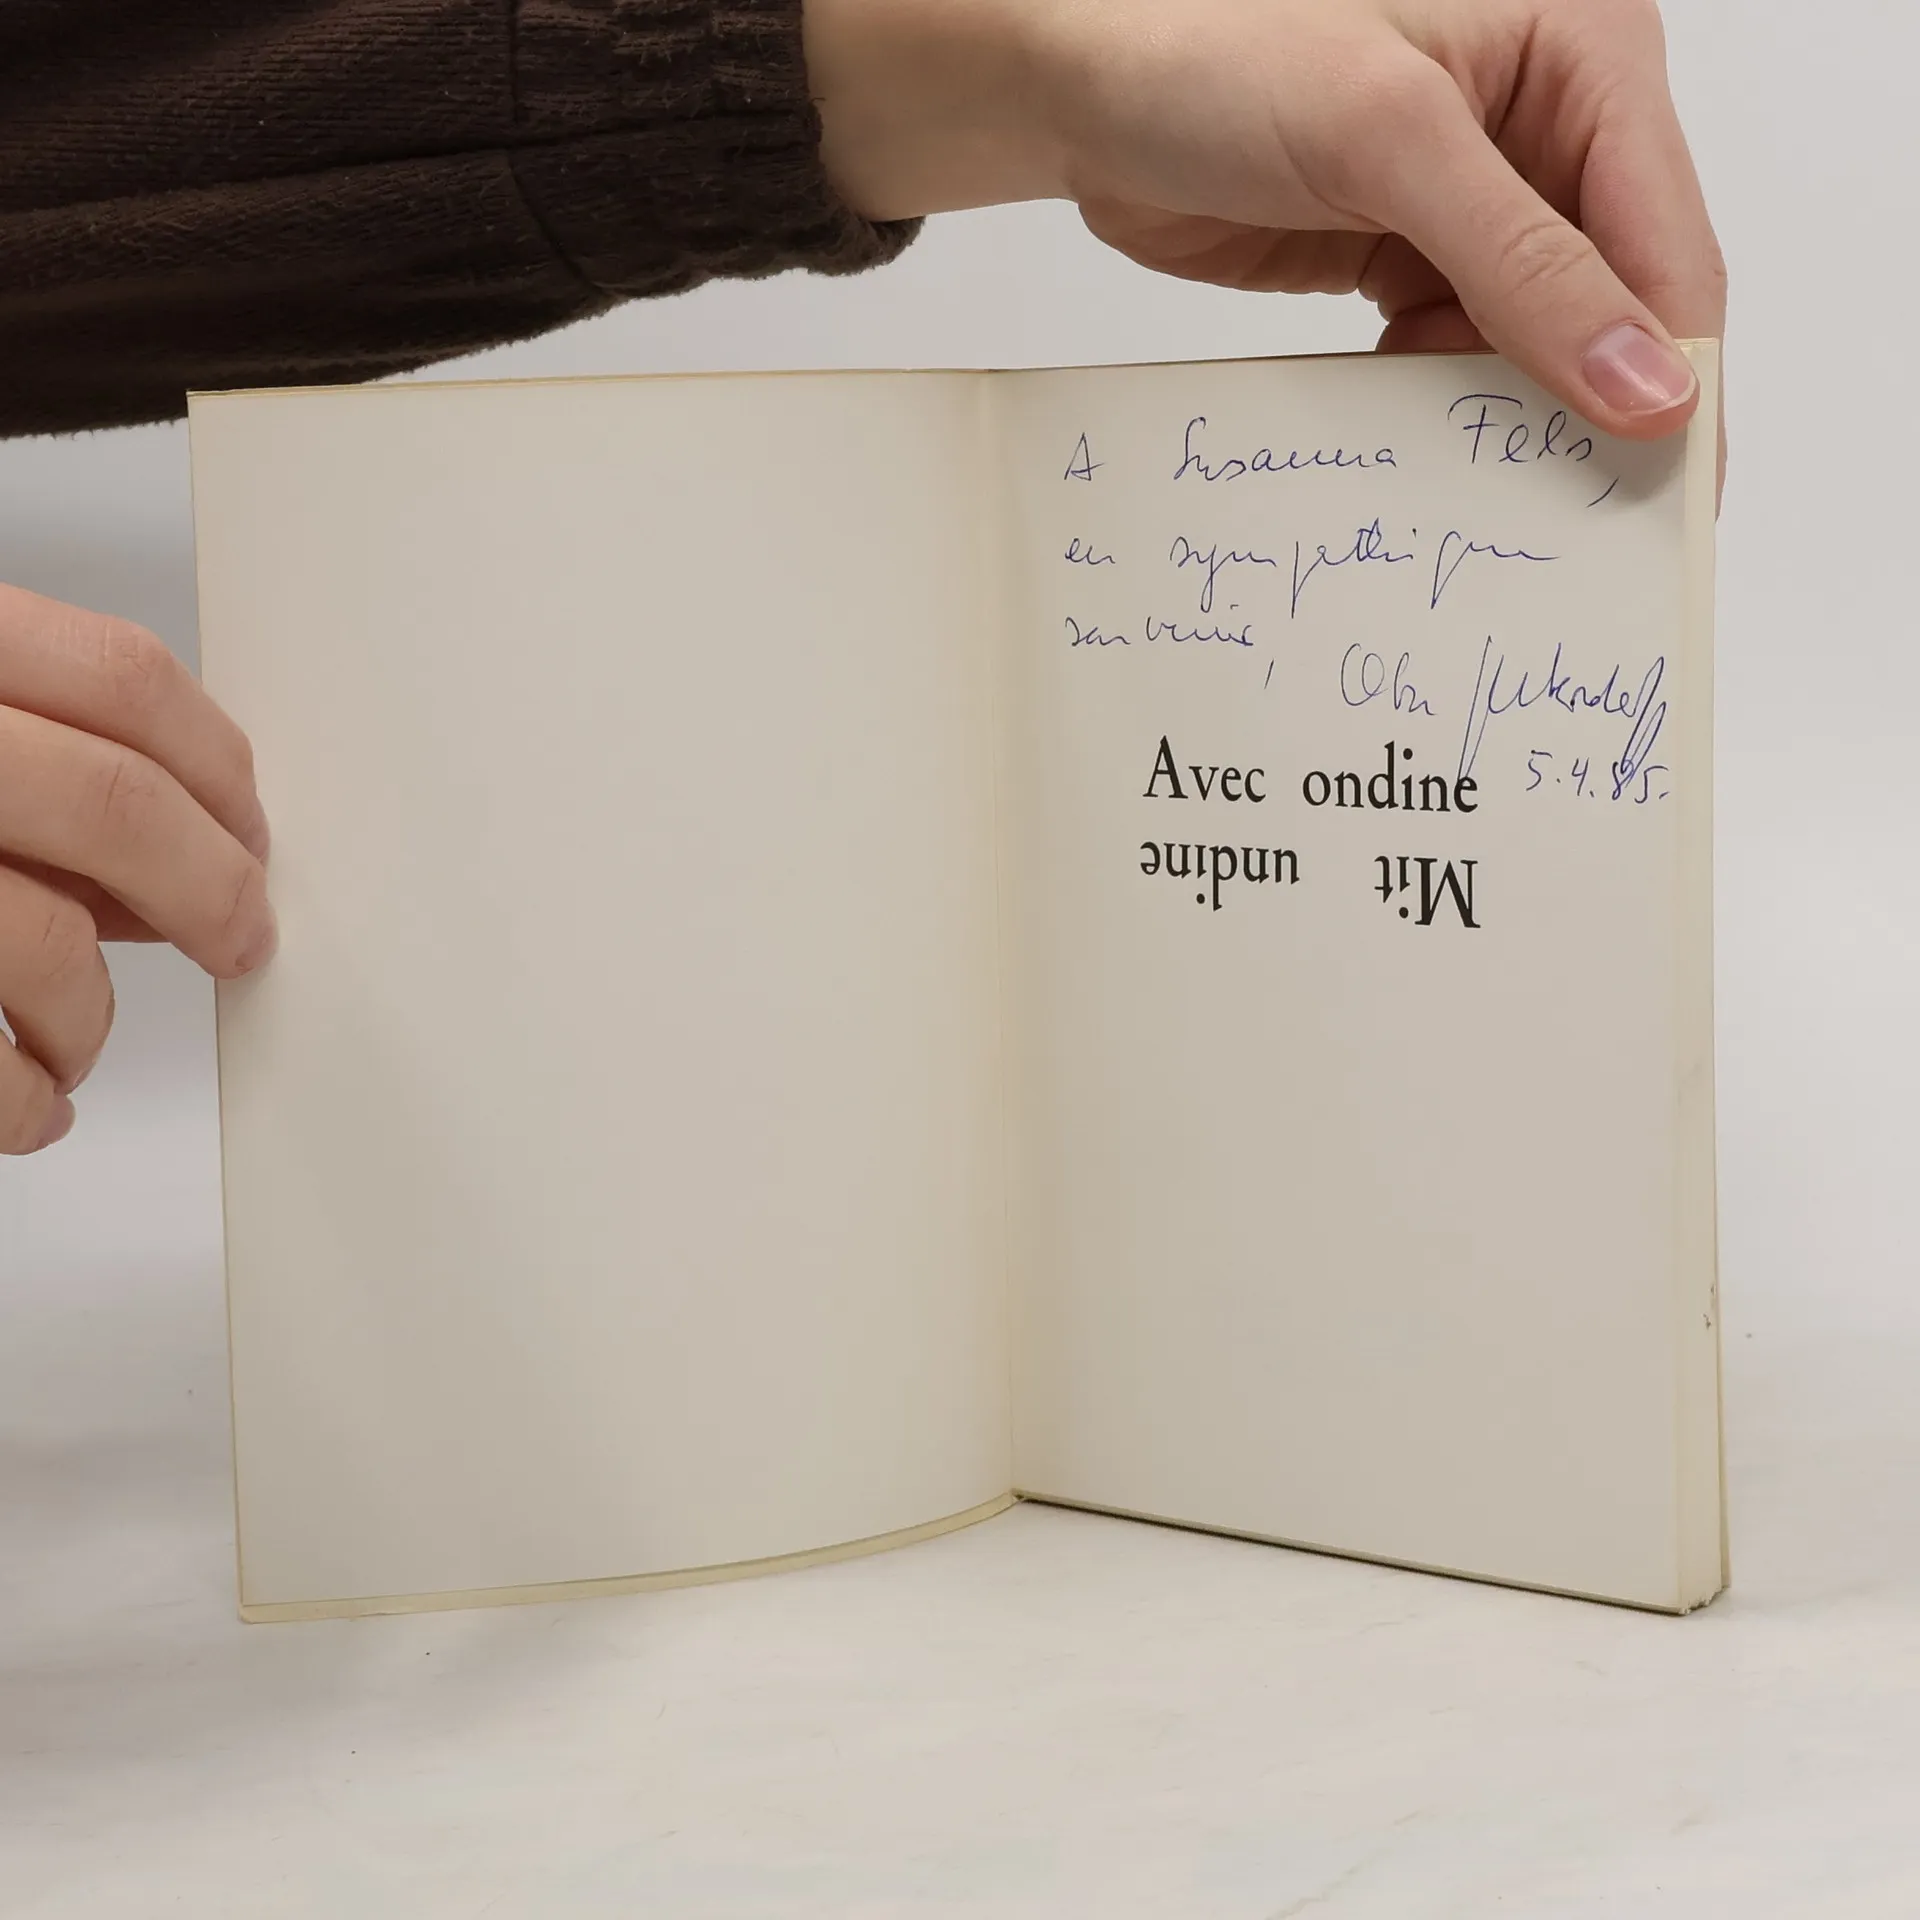 A Susanna Fels,
en sympathique
souvenir,
5.4.85.
Avec ondine
Mit undine